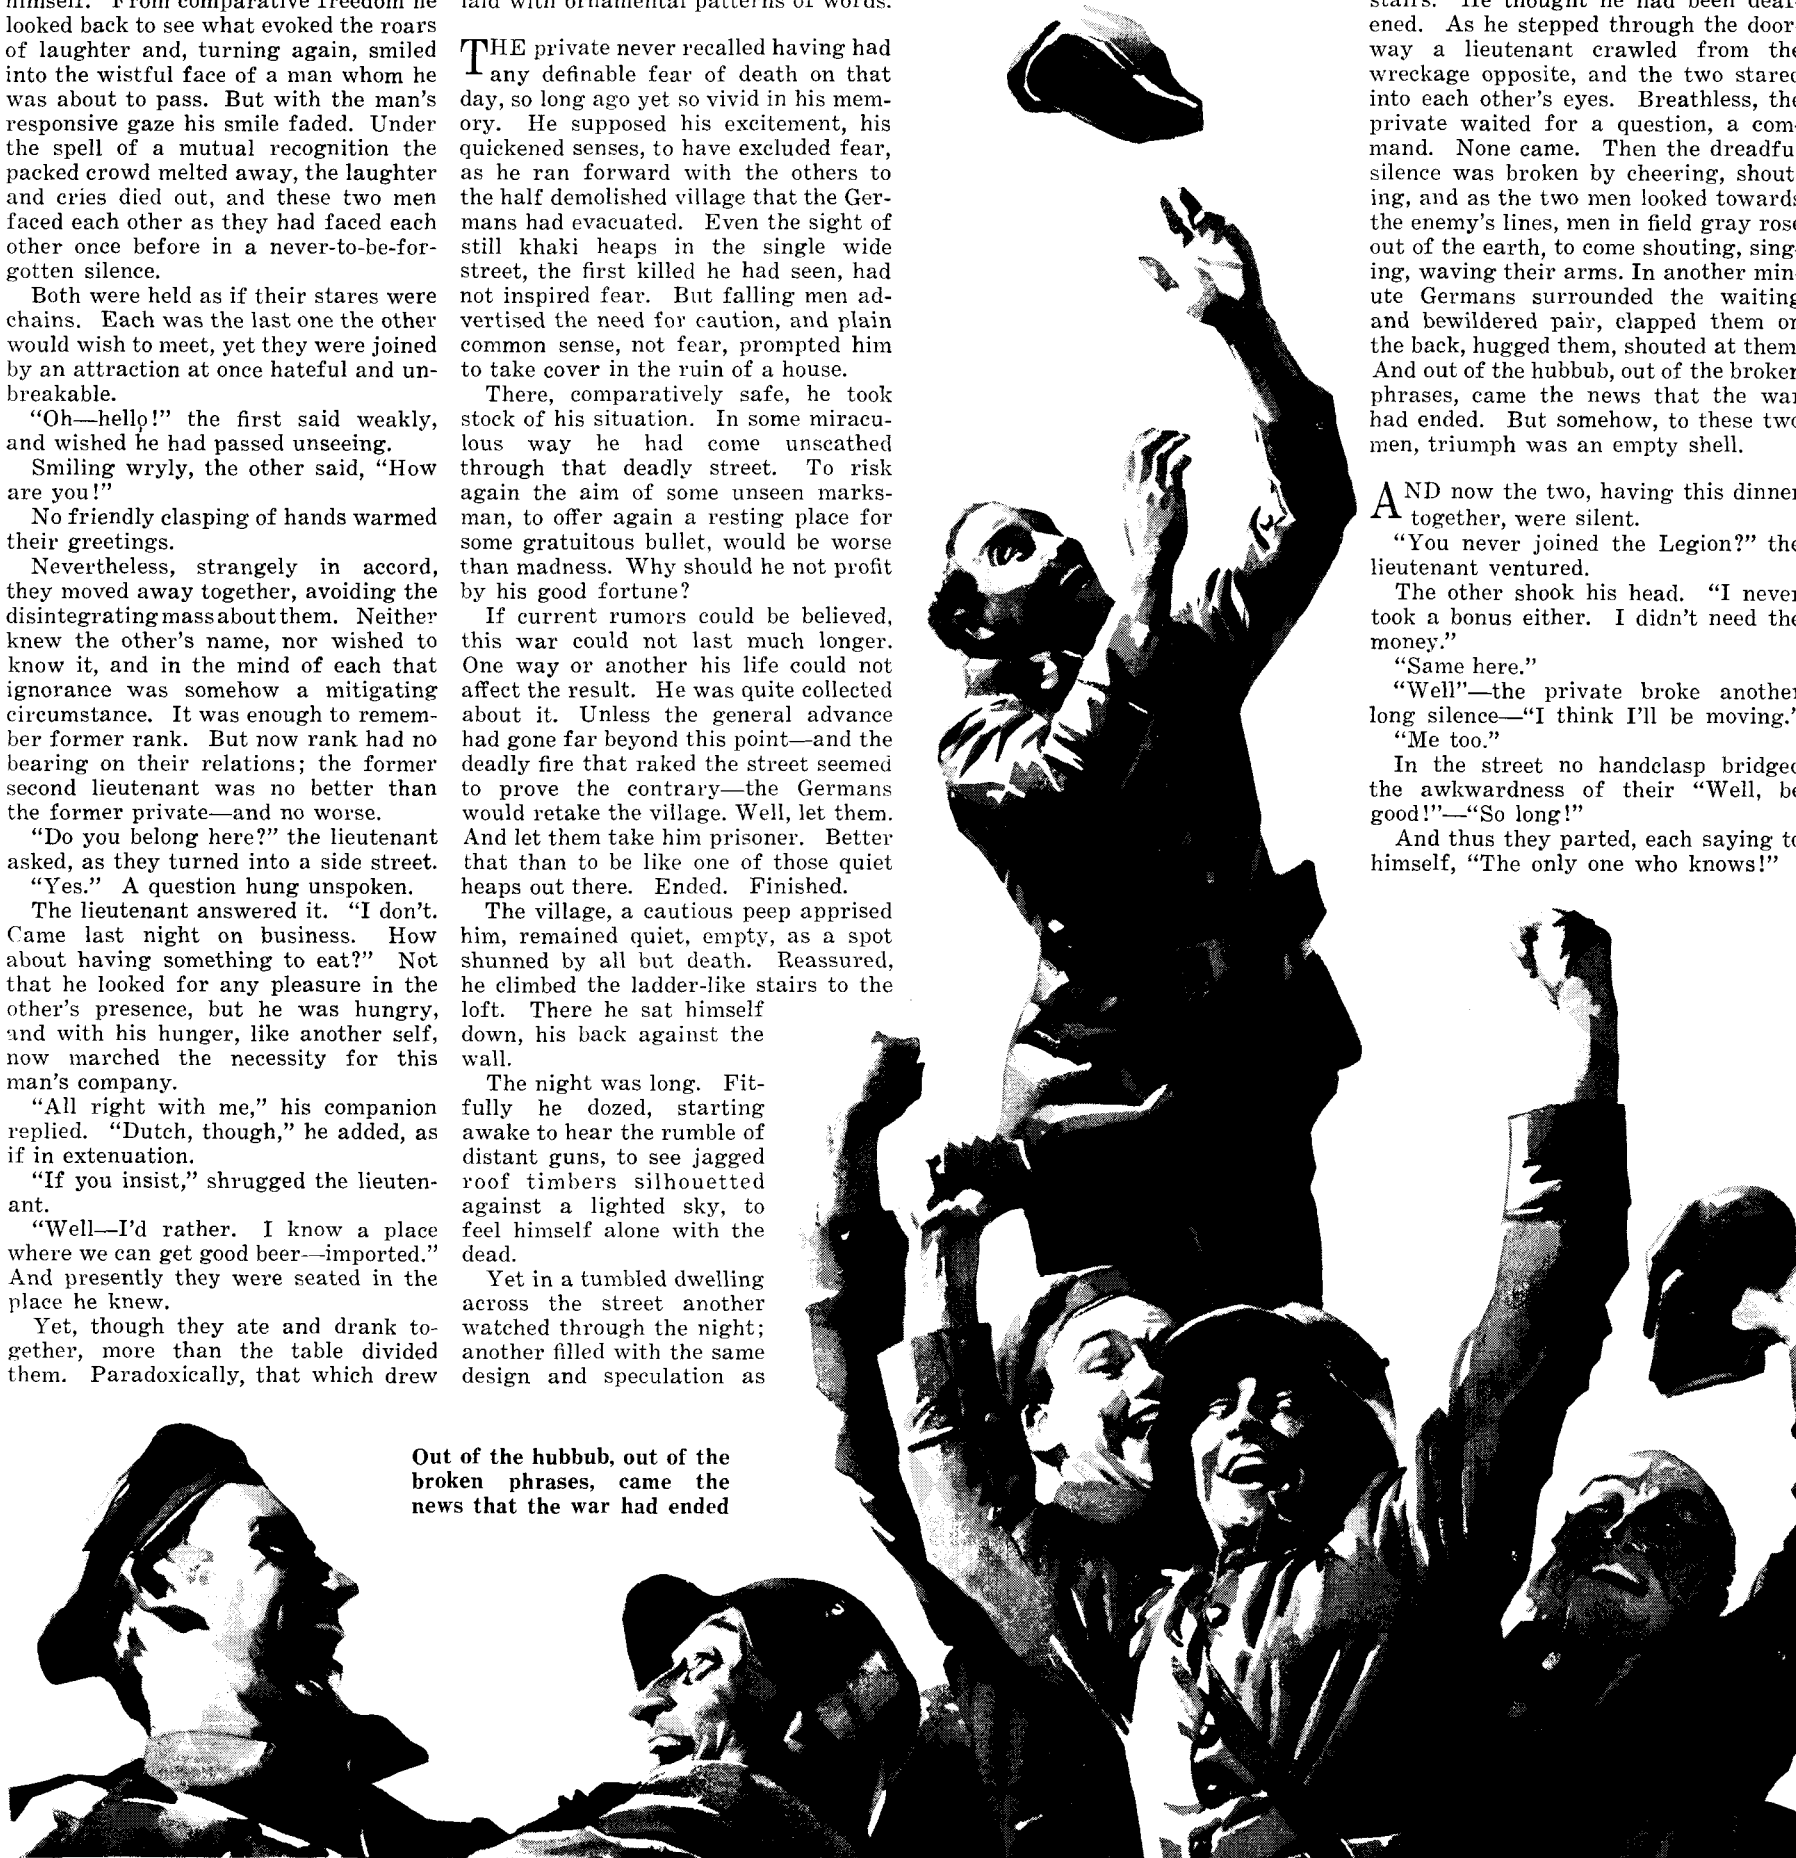 himself. From comparative freedom he
looked back to see what evoked the roars
of laughter and, turning again, smiled
into the wistful face of a man whom he
was about to pass. But with the man's
responsive gaze his smile faded. Under
the spell of a mutual recognition the
packed crowd melted away, the laughter
and cries died out, and these two men
faced each other as they had faced each
other once before in a never-to-be-for-
gotten silence.
Both were held as if their stares were
chains. Each was the last one the other
would wish to meet, yet they were joined
by an attraction at once hateful and un-
breakable.
“Oh—hello!” the first said weakly,
and wished he had passed unseeing.
Smiling wryly, the other said, “How
are you!”
No friendly clasping of hands warmed
their greetings.
Nevertheless, strangely in accord,
they moved away together, avoiding the
disintegrating mass about them. Neither
knew the other's name, nor wished to
know it, and in the mind of each that
ignorance was somehow a mitigating
circumstance. It was enough to remem-
ber former rank. But now rank had no
bearing on their relations; the former
second lieutenant was no better than
the former private—and no worse.
“Do you belong here?” the lieutenant
asked, as they turned into a side street.
“Yes.” A question hung unspoken.
The lieutenant answered it. “I don't.
Came last night on business. How
about having something to eat?” Not
that he looked for any pleasure in the
other's presence, but he was hungry,
and with his hunger, like another self,
now marched the necessity for this
man's company.
“All right with me,” his companion
replied. “Dutch, though,” he added, as
if in extenuation.
“If you insist,” shrugged the lieuten-
ant.
“Well—I'd rather. I know a place
where we can get good beer—imported.”
And presently they were seated in the
place he knew.
Yet, though they ate and drank to-
gether, more than the table divided
them. Paradoxically, that which drew
laid with ornamental patterns of words.
THE private never recalled having had
any definable fear of death on that
day, so long ago yet so vivid in his mem-
ory. He supposed his excitement, his
quickened senses, to have excluded fear,
as he ran forward with the others to
the half demolished village that the Ger-
mans had evacuated. Even the sight of
still khaki heaps in the single wide
street, the first killed he had seen, had
not inspired fear. But falling men ad-
vertised the need for caution, and plain
common sense, not fear, prompted him
to take cover in the ruin of a house.
There, comparatively safe, he took
stock of his situation. In some miracu-
lous way he had come unscathed
through that deadly street. To risk
again the aim of some unseen marks-
man, to offer again a resting place for
some gratuitous bullet, would be worse
than madness. Why should he not profit
by his good fortune?
If current rumors could be believed,
this war could not last much longer.
One way or another his life could not
affect the result. He was quite collected
about it. Unless the general advance
had gone far beyond this point—and the
deadly fire that raked the street seemed
to prove the contrary—the Germans
would retake the village. Well, let them.
And let them take him prisoner. Better
that than to be like one of those quiet
heaps out there. Ended. Finished.
The village, a cautious peep apprised
him, remained quiet, empty, as a spot
shunned by all but death. Reassured,
he climbed the ladder-like stairs to the
loft. There he sat himself
down, his back against the
wall.
The night was long. Fit-
fully he dozed, starting
awake to hear the rumble of
distant guns, to see jagged
roof timbers silhouetted
against a lighted sky, to
feel himself alone with the
dead.
Yet in a tumbled dwelling
across the street another
watched through the night;
another filled with the same
design and speculation as
stairs. He thought he had been deaf-
ened. As he stepped through the door-
way a lieutenant crawled from the
wreckage opposite, and the two stared
into each other's eyes. Breathless, the
private waited for a question, a com-
mand. None came. Then the dreadful
silence was broken by cheering, shout-
ing, and as the two men looked towards
the enemy's lines, men in field gray rose
out of the earth, to come shouting, sing-
ing, waving their arms. In another min-
ute Germans surrounded the waiting
and bewildered pair, clapped them on
the back, hugged them, shouted at them.
And out of the hubbub, out of the broken
phrases, came the news that the war
had ended. But somehow, to these two
men, triumph was an empty shell.
AND now the two, having this dinner
together, were silent.
“You never joined the Legion?” the
lieutenant ventured.
The other shook his head. “I never
took a bonus either. I didn't need the
money.”
“Same here.”
“Well”—the private broke another
long silence—“I think I'll be moving.”
“Me too.”
In the street no handclasp bridged
the awkwardness of their “Well, be
good!”—“So long!”
And thus they parted, each saying to
himself, “The only one who knows!”
Out of the hubbub, out of the
broken phrases, came the
news that the war had ended